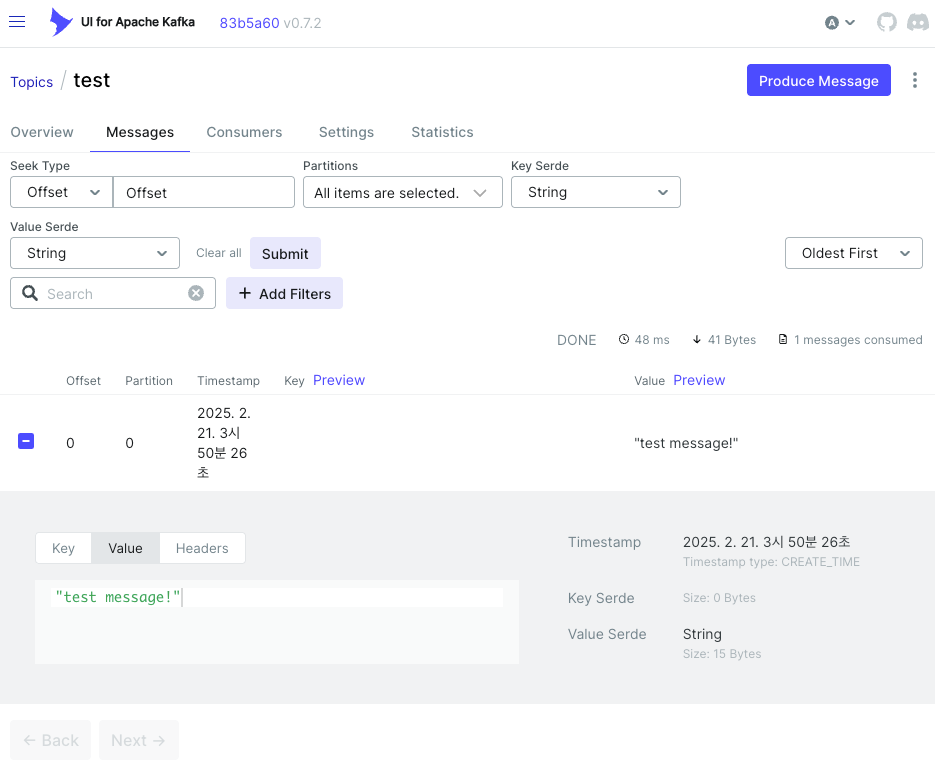 UI for Apache Kafka 83b5a60 v0.7.2 A
Topics / test Produce Message
Overview Messages Consumers Settings Statistics
Seek Type Partitions Key Serde
Offset Offset All items are selected. String
Value Serde
String Clear all Submit Oldest First
Search + Add Filters
DONE 48 ms 41 Bytes 1 messages consumed
Offset Partition Timestamp Key Preview Value Preview
2025. 2.
21. 3시
0 0 50분 26 "test message!"
초
Key Value Headers
Timestamp 2025. 2. 21. 3시 50분 26초
Timestamp type: CREATE_TIME
"test message!"
Key Serde Size: 0 Bytes
Value Serde String
Size: 15 Bytes
← Back Next →